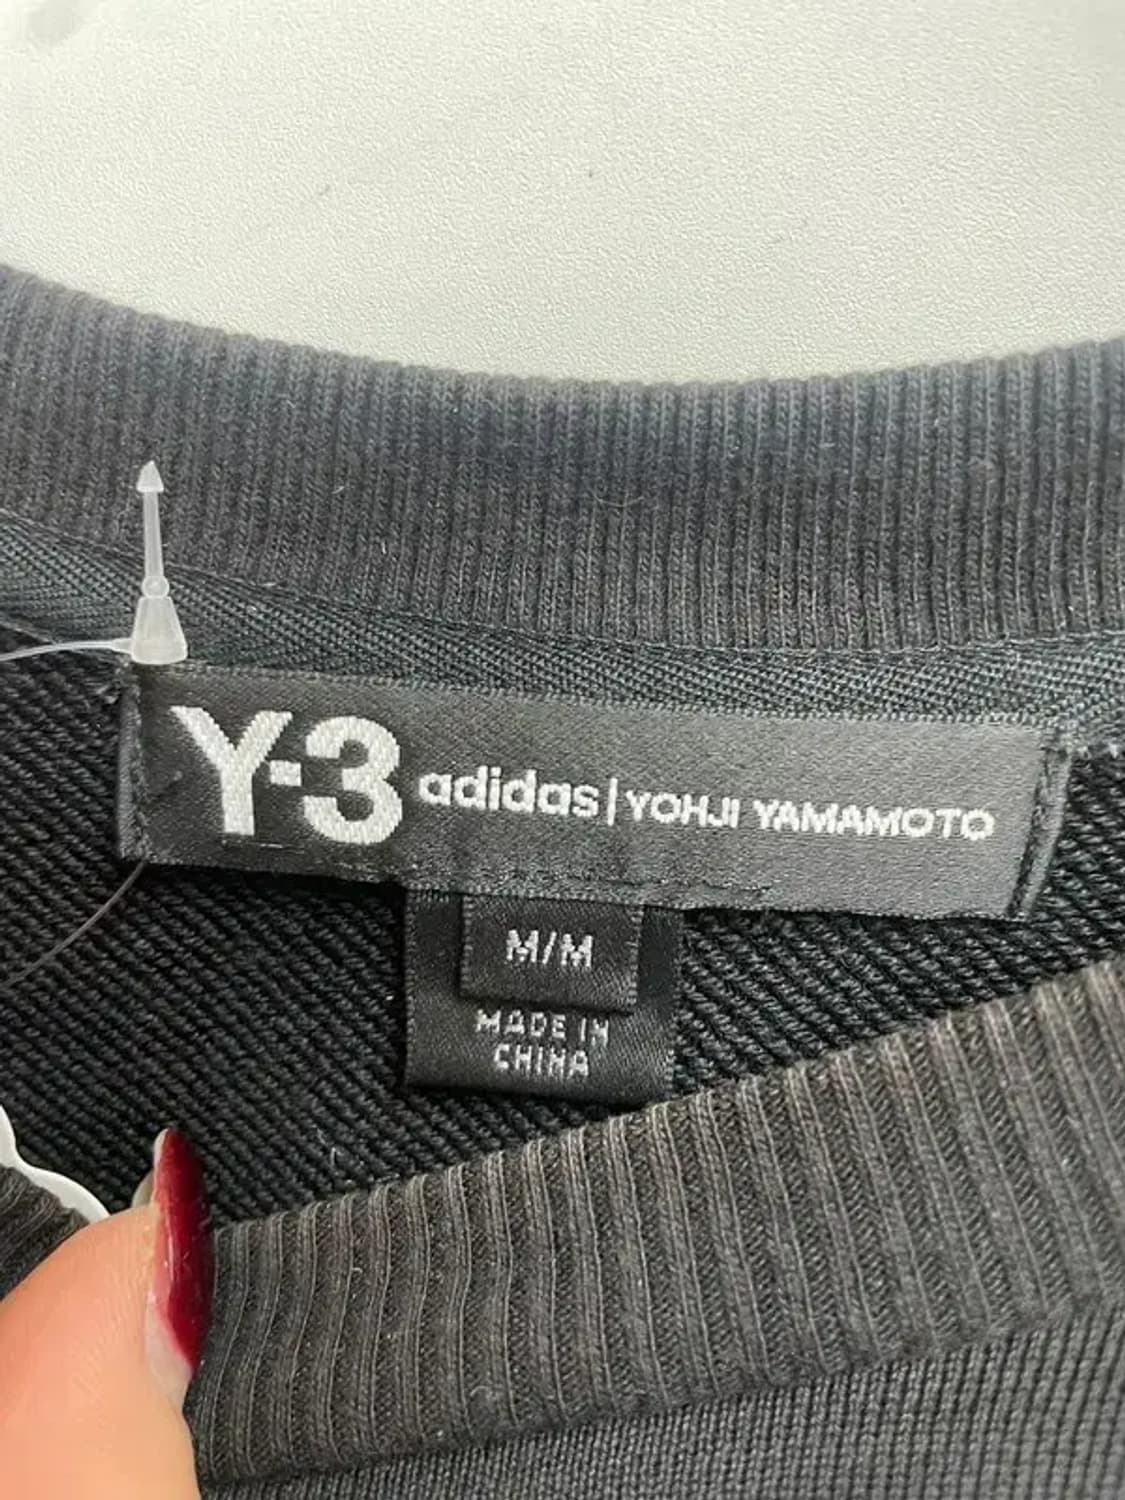 Y-3 adidas | YOHJI YAMAMOTO
M/M
MADE IN
CHINA